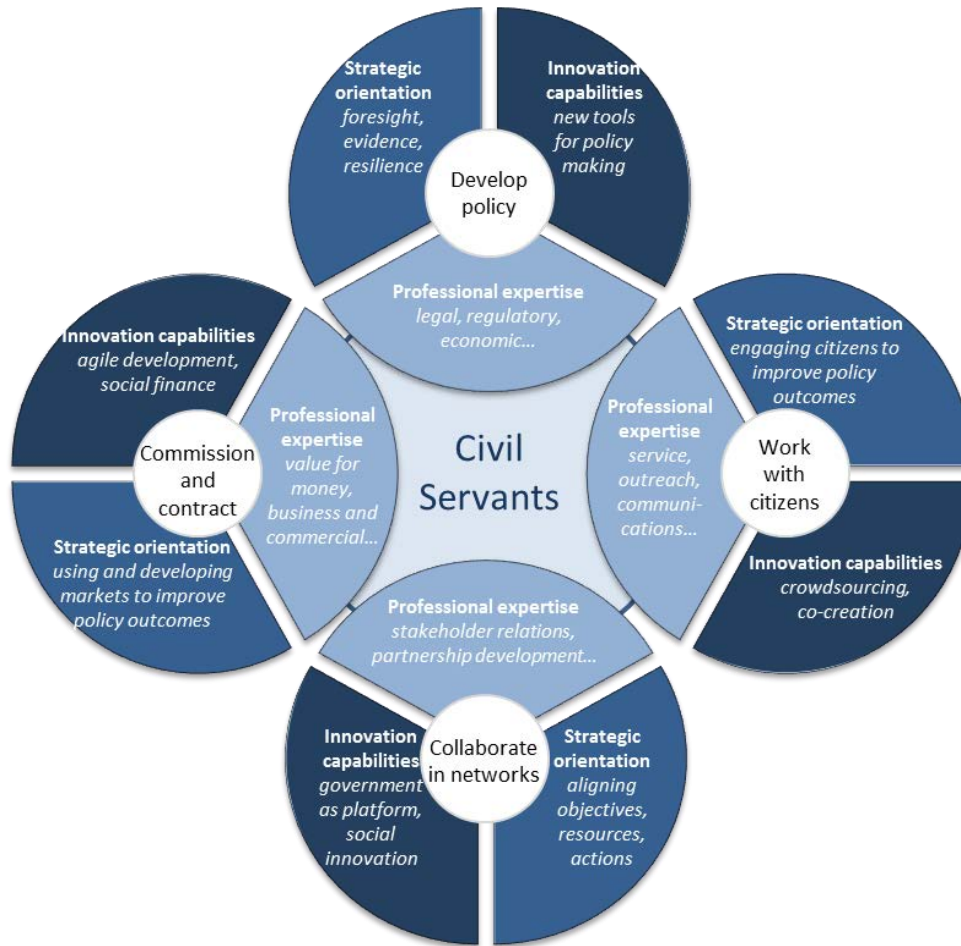 Strategic
orientation
foresight,
evidence,
resilience
Innovation
capabilities
new tools
for policy
making
Develop
policy
Professional expertise
legal, regulatory,
economic...
Innovation capabilities
agile development,
social finance
Commission
and
contract
Strategic orientation
using and developing
markets to improve
policy outcomes
Professional
expertise
value for
money,
business and
commercial...
Civil
Servants
Professional
expertise
service,
outreach,
communi-
cations...
Strategic orientation
engaging citizens to
improve policy
outcomes
Work
with
citizens
Innovation capabilities
crowdsourcing,
co-creation
Professional expertise
stakeholder relations,
partnership development...
Innovation
capabilities
government
as platform,
social
innovation
Collaborate
in networks
Strategic
orientation
aligning
objectives,
resources,
actions